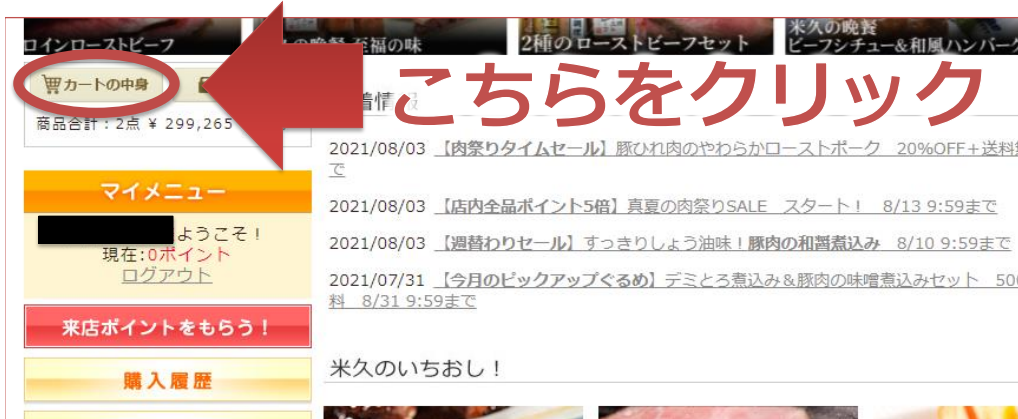 ロインローストビーフ
至福の味
2種のローストビーフセット
米久の晩餐
ビーフシチュー&和風ハンバーグ
カートの中身
こちらをクリック
着情報
商品合計：2点 ¥ 299,265
2021/08/03 【肉祭りタイムセール】豚ひれ肉のやわらかローストポーク 20%OFF＋送料
で
マイメニュー
2021/08/03 【店内全品ポイント5倍】真夏の肉祭りSALE スタート！ 8/13 9:59まで
ようこそ！
現在:0ポイント
ログアウト
2021/08/03 【週替わりセール】すっきりしょう油味！豚肉の和醤煮込み 8/10 9:59まで
2021/07/31 【今月のピックアップぐるめ】デミとろ煮込み＆豚肉の味噌煮込みセット 50
料 8/31 9:59まで
来店ポイントをもらう！
米久のいちおし！
購入履歴